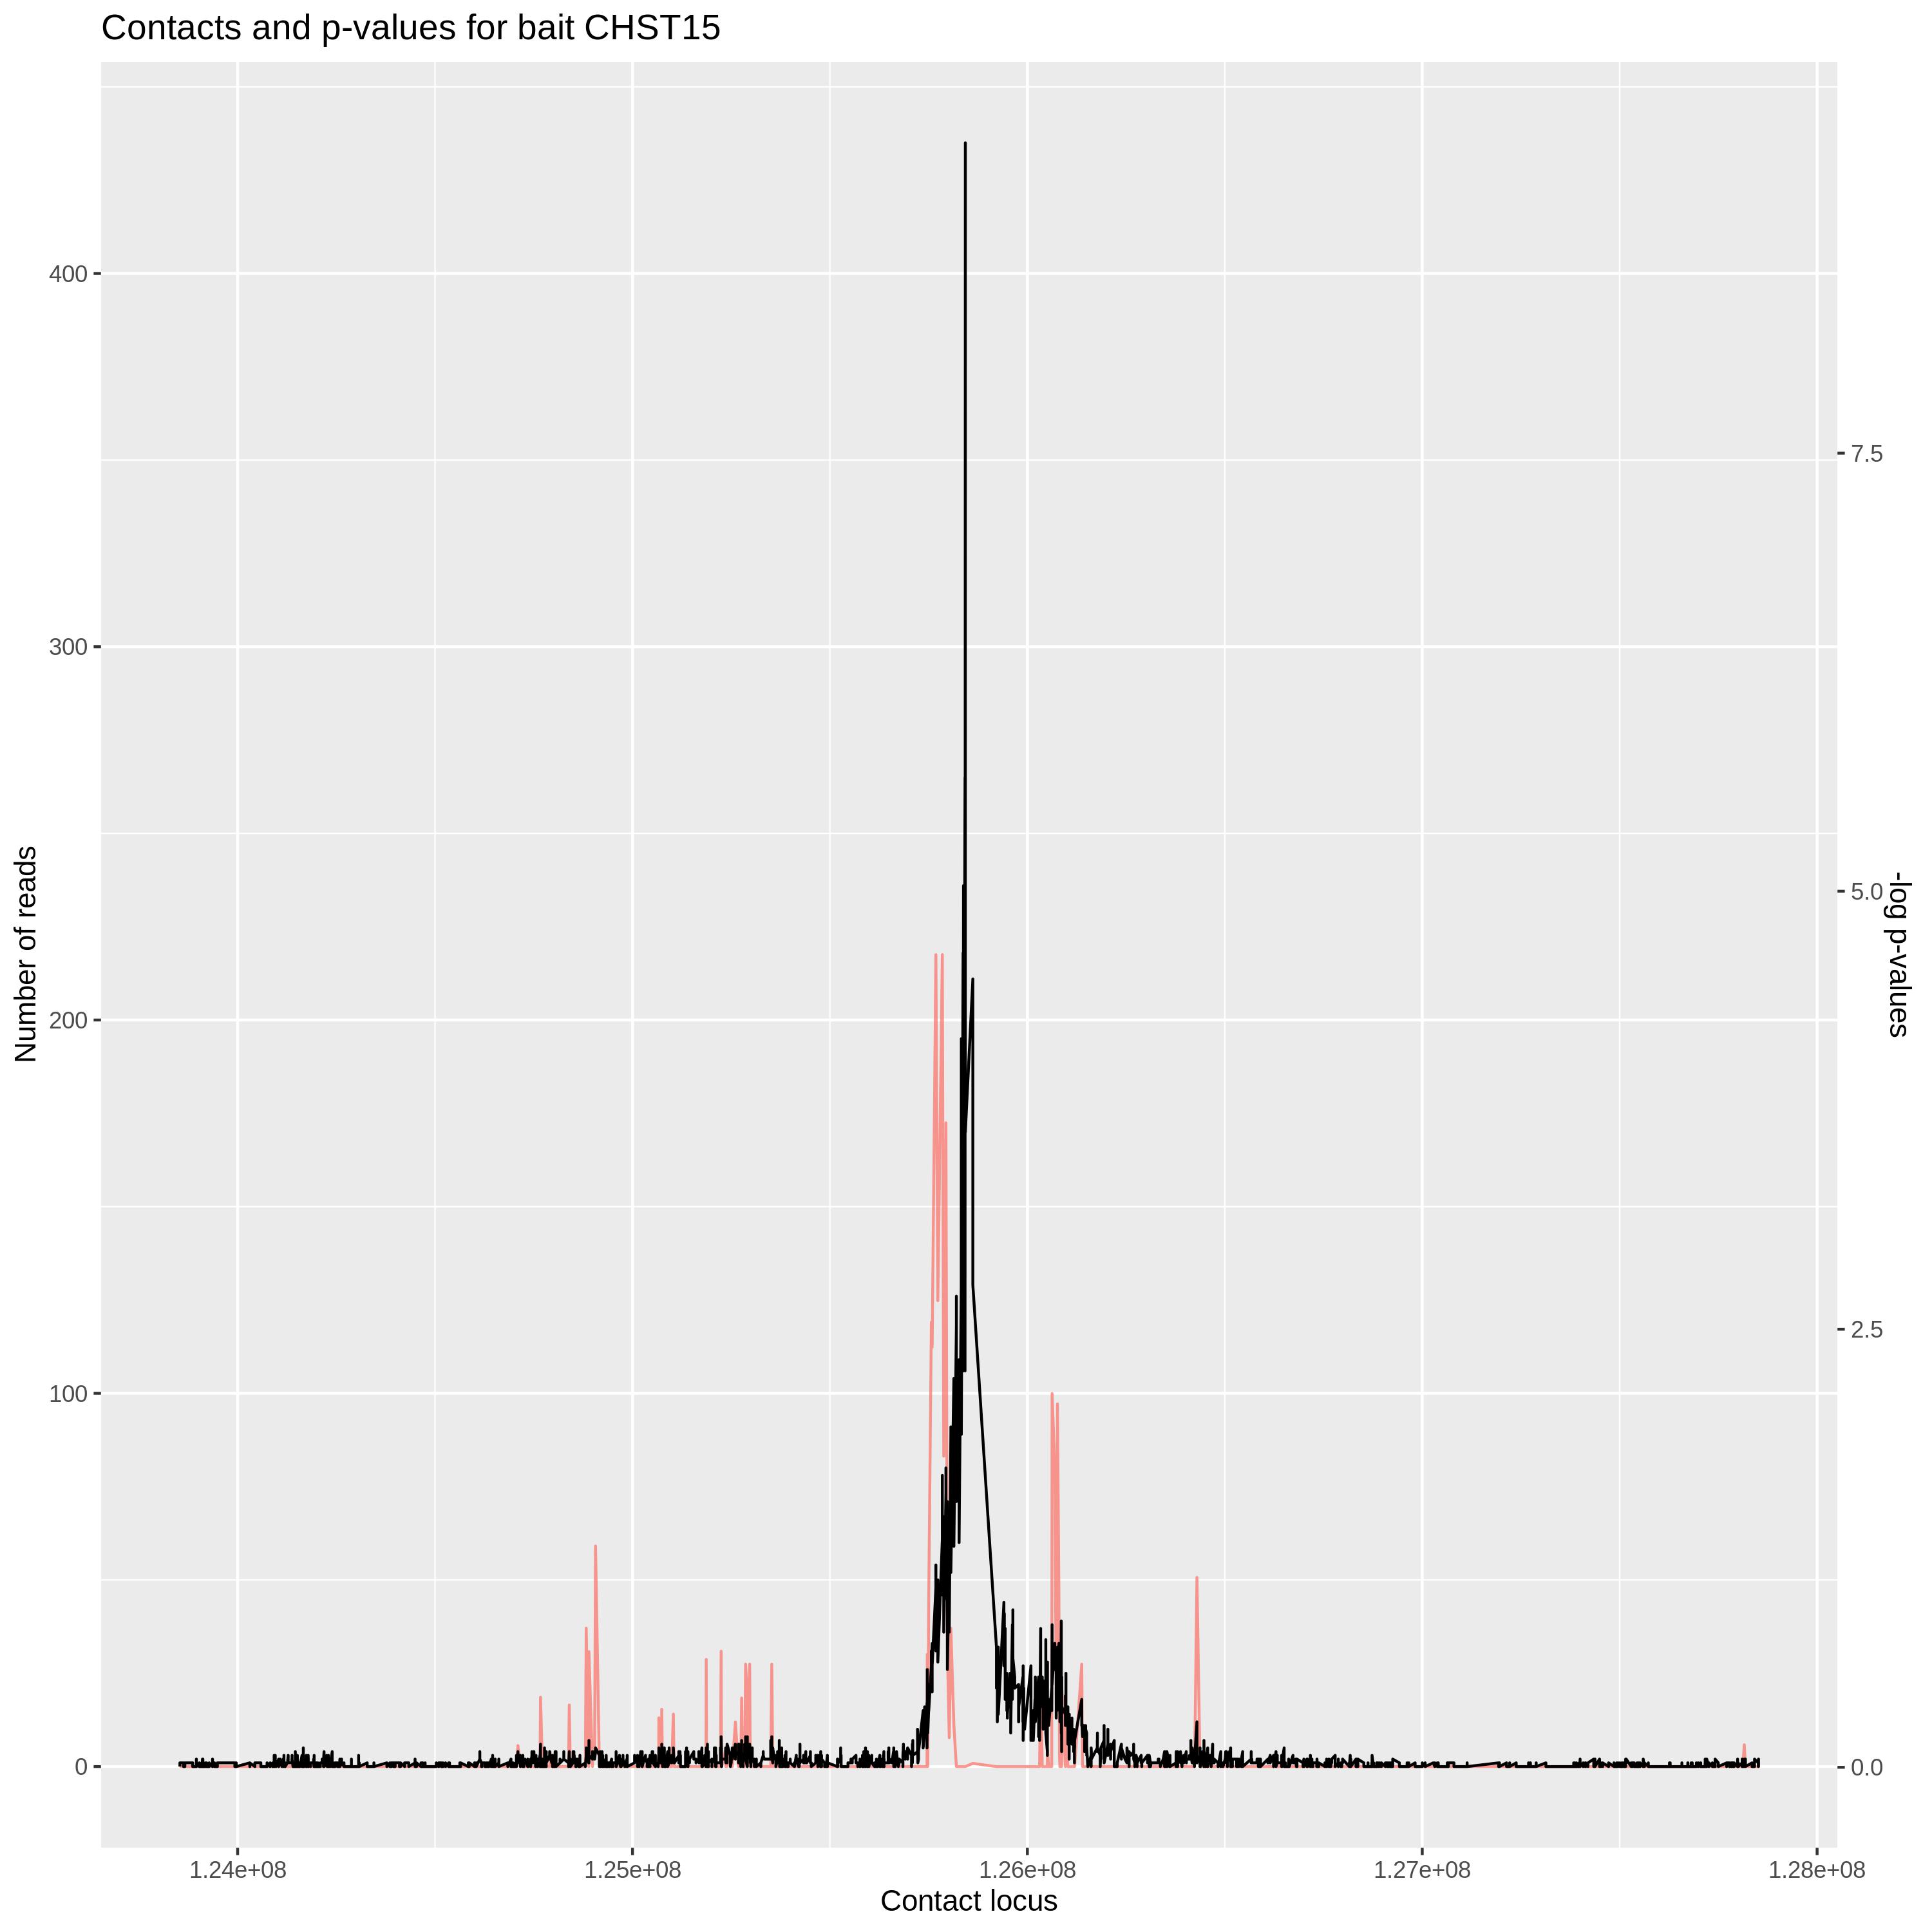 Contacts and p-values for bait CHST15
400
300
200
100
0
Number of reads
7.5
5.0
2.5
0.0
-log p-values
1.24e+08
1.25e+08
1.26e+08
1.27e+08
1.28e+08
Contact locus